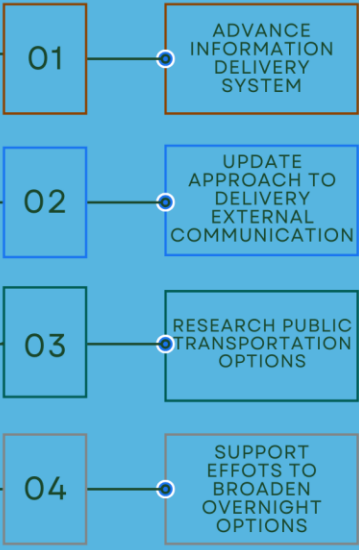 01
ADVANCE
INFORMATION
DELIVERY
SYSTEM
02
UPDATE
APPROACH TO
DELIVERY
EXTERNAL
COMMUNICATION
03
RESEARCH PUBLIC
TRANSPORTATION
OPTIONS
04
SUPPORT
EFFOTS TO
BROADEN
OVERNIGHT
OPTIONS